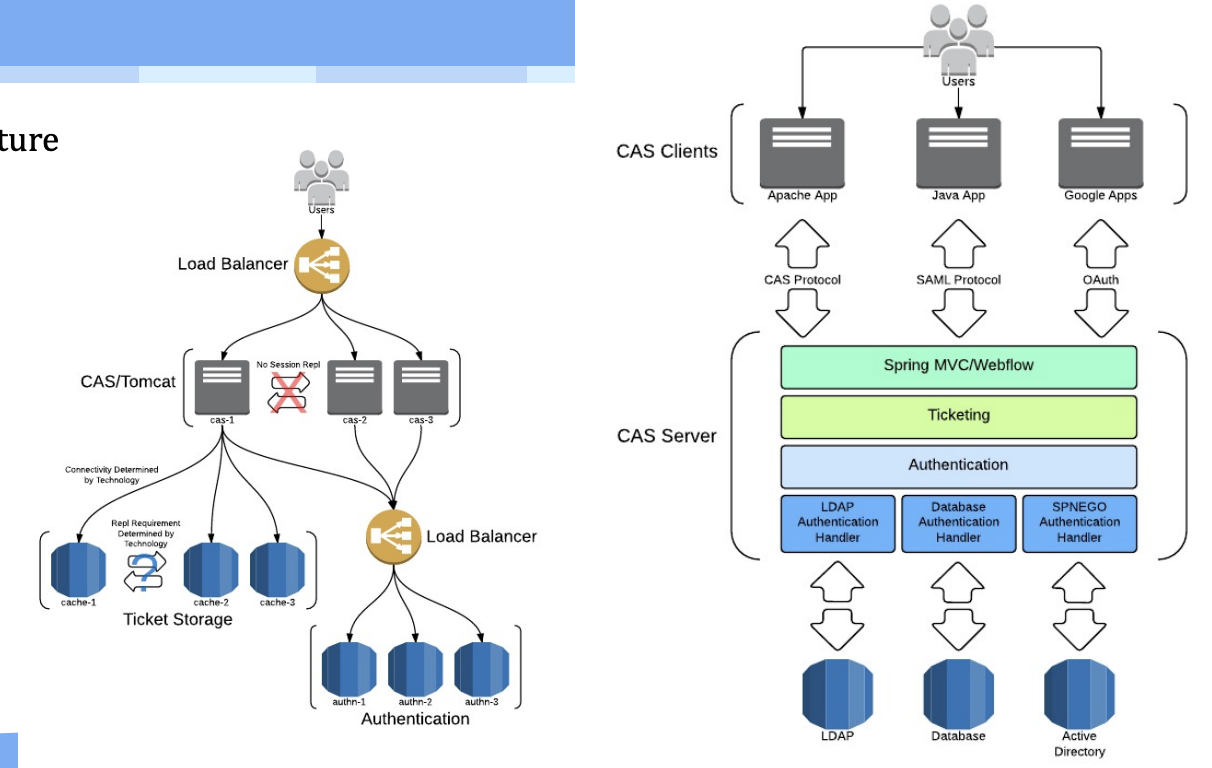 ture
Users
Load Balancer
CAS/Tomcat
No Session Repl
cas-1
cas-2
cas-3
Connectivity Determined
by Technology
Repl Requirement
Determined by
Technology
?
Load Balancer
cache-1
cache-2
cache-3
Ticket Storage
authn-1
authn-2
authn-3
Authentication
Users
CAS Clients
Apache App
Java App
Google Apps
CAS Protocol
SAML Protocol
OAuth
CAS Server
Spring MVC/Webflow
Ticketing
Authentication
LDAP
Authentication
Handler
Database
Authentication
Handler
SPNEGO
Authentication
Handler
LDAP
Database
Active
Directory